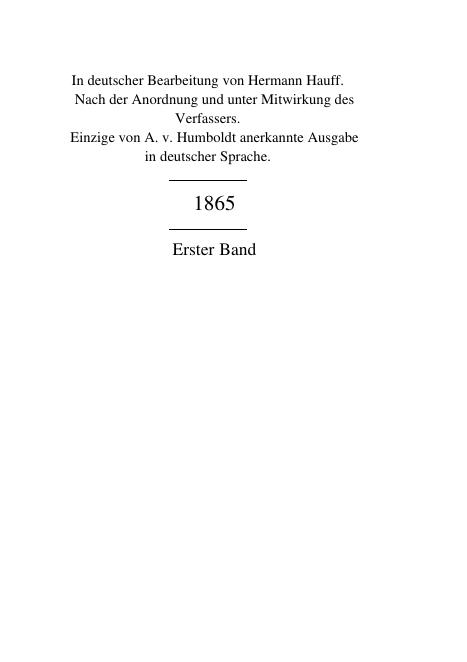 In deutscher Bearbeitung von Hermann Hauff.
Nach der Anordnung und unter Mitwirkung des
Verfassers.
Einzige von A. v. Humboldt anerkannte Ausgabe
in deutscher Sprache.
1865
Erster Band